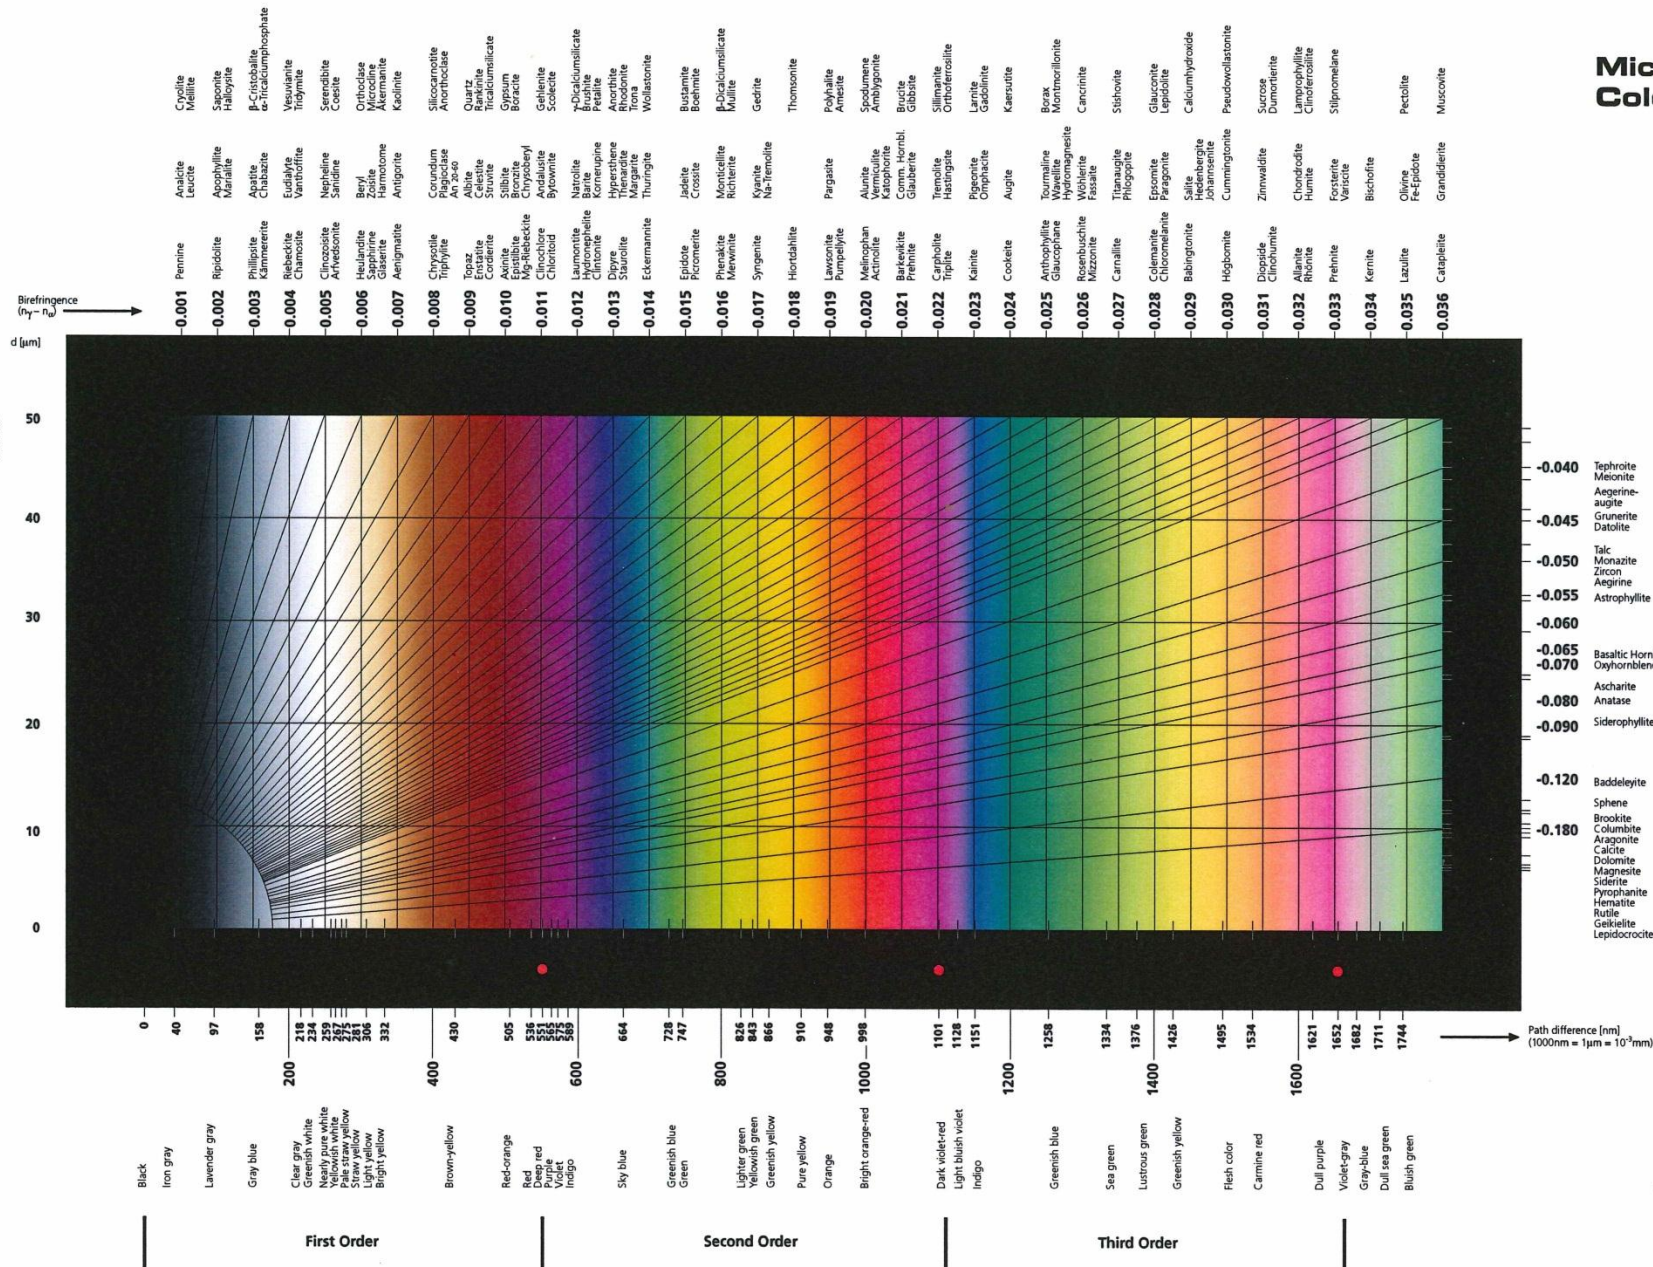 Mic
Colo
Cryolite
Mellilite
Saponite
Halloysite
β-Cristobalite
α-Tricalciumphosphate
Vesuvianite
Tridymite
Serendibite
Coesite
Orthoclase
Microcline
Åkermanite
Kaolinite
Silicocarnotite
Anorthoclase
Quartz
Rankinite
Tricalciumsilicate
Gypsum
Boracite
Gehlenite
Scolecite
γ-Dicalciumsilicate
Brushite
Petalite
Anorthite
Rhodonite
Trona
Wollastonite
Bustamite
Boehmite
β-Dicalciumsilicate
Mullite
Gedrite
Thomsonite
Polyhalite
Amesite
Spodumene
Amblygonite
Brucite
Gibbsite
Sillimanite
Orthoferrosilite
Larnite
Gadolinite
Kaersutite
Borax
Montmorillonite
Cancrinite
Stishovite
Glauconite
Lepidolite
Calciumhydroxide
Pseudowollastonite
Sucrose
Dumortierite
Lamprophyllite
Clinoferrosilite
Stilpnomelane
Pectolite
Muscovite
Analcite
Leucite
Apophyllite
Marialite
Apatite
Chabazite
Eudialyte
Vanthoffite
Nepheline
Sanidine
Beryl
Zoisite
Harmotome
Antigorite
Corundum
Plagioclase
An 20-60
Albite
Celestite
Struvite
Stilbite
Bronzite
Chrysoberyl
Andalusite
Bytownite
Natrolite
Barite
Kornerupine
Hypersthene
Thenardite
Margarite
Thuringite
Jadeite
Crossite
Monticellite
Richterite
Kyanite
Na-Tremolite
Pargasite
Alunite
Vermiculite
Katophorite
Comm. Hornbl.
Glauberite
Tremolite
Hastingsite
Pigeonite
Omphacite
Augite
Tourmaline
Wavellite
Hydromagnesite
Wöhlerite
Fassaite
Titanaugite
Phlogopite
Epsomite
Paragonite
Salite
Hedenbergite
Johannsenite
Cummingtonite
Zinnwaldite
Chondrodite
Humite
Forsterite
Variscite
Bischofite
Olivine
Fe-Epidote
Grandidierite
Pennine
Ripidolite
Phillipsite
Kämmererite
Riebeckite
Chamosite
Clinozoisite
Arfvedsonite
Heulandite
Sapphirine
Glaserite
Aenigmatite
Chrysotile
Triphylite
Topaz
Enstatite
Cordierite
Axinite
Epistilbite
Mg-Riebeckite
Clinochlore
Chloritoid
Laumontite
Hydronephelite
Clintonite
Dipyre
Staurolite
Eckermannite
Epidote
Picromerite
Phenakite
Merwinite
Syngenite
Hiortdahlite
Lawsonite
Pumpellyite
Melinophan
Actinolite
Barkevikite
Prehnite
Carpholite
Triplite
Kainite
Cookeite
Anthophyllite
Glaucophane
Rosenbuschite
Mizzonite
Carnallite
Colemanite
Chloromelanite
Babingtonite
Högbomite
Diopside
Clinohumite
Allanite
Rhönite
Prehnite
Kernite
Lazulite
Catapleiite
Birefringence
(nγ – nα)
0.001
0.002
0.003
0.004
0.005
0.006
0.007
0.008
0.009
0.010
0.011
0.012
0.013
0.014
0.015
0.016
0.017
0.018
0.019
0.020
0.021
0.022
0.023
0.024
0.025
0.026
0.027
0.028
0.029
0.030
0.031
0.032
0.033
0.034
0.035
0.036
d [µm]
50
40
30
20
10
0
-0.040
-0.045
-0.050
-0.055
-0.060
-0.065
-0.070
-0.080
-0.090
-0.120
-0.180
Tephroite
Meionite
Aegerine-
augite
Grunerite
Datolite
Talc
Monazite
Zircon
Aegirine
Astrophyllite
Basaltic Horn
Oxyhornblen
Ascharite
Anatase
Siderophyllite
Baddeleyite
Sphene
Brookite
Columbite
Aragonite
Calcite
Dolomite
Magnesite
Siderite
Pyrophanite
Hematite
Rutile
Geikielite
Lepidocrocite
0
40
97
158
218
234
259
267
275
281
306
332
430
505
536
551
565
575
589
664
728
747
826
843
866
910
948
998
1101
1128
1151
1258
1334
1376
1426
1495
1534
1621
1652
1682
1711
1744
Path difference [nm]
(1000nm = 1µm = 10⁻³mm)
200
400
600
800
1000
1200
1400
1600
Black
Iron gray
Lavender gray
Gray blue
Clear gray
Greenish white
Nearly pure white
Yellowish white
Pale straw yellow
Straw yellow
Light yellow
Bright yellow
Brown-yellow
Red-orange
Red
Deep red
Purple
Violet
Indigo
Sky blue
Greenish blue
Green
Lighter green
Yellowish green
Greenish yellow
Pure yellow
Orange
Bright orange-red
Dark violet-red
Light bluish violet
Indigo
Greenish blue
Sea green
Lustrous green
Greenish yellow
Flesh color
Carmine red
Dull purple
Violet-gray
Gray-blue
Dull sea green
Bluish green
First Order
Second Order
Third Order